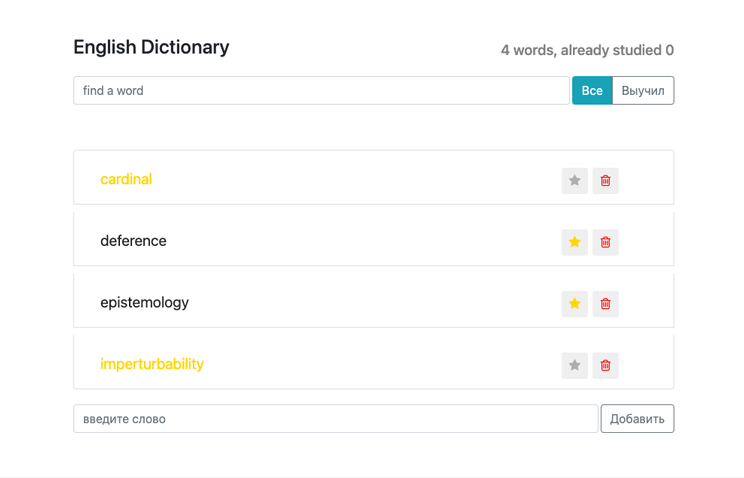 English Dictionary
4 words, already studied 0
find a word
Все
Выучил
cardinal
deference
epistemology
imperturbability
введите слово
Добавить